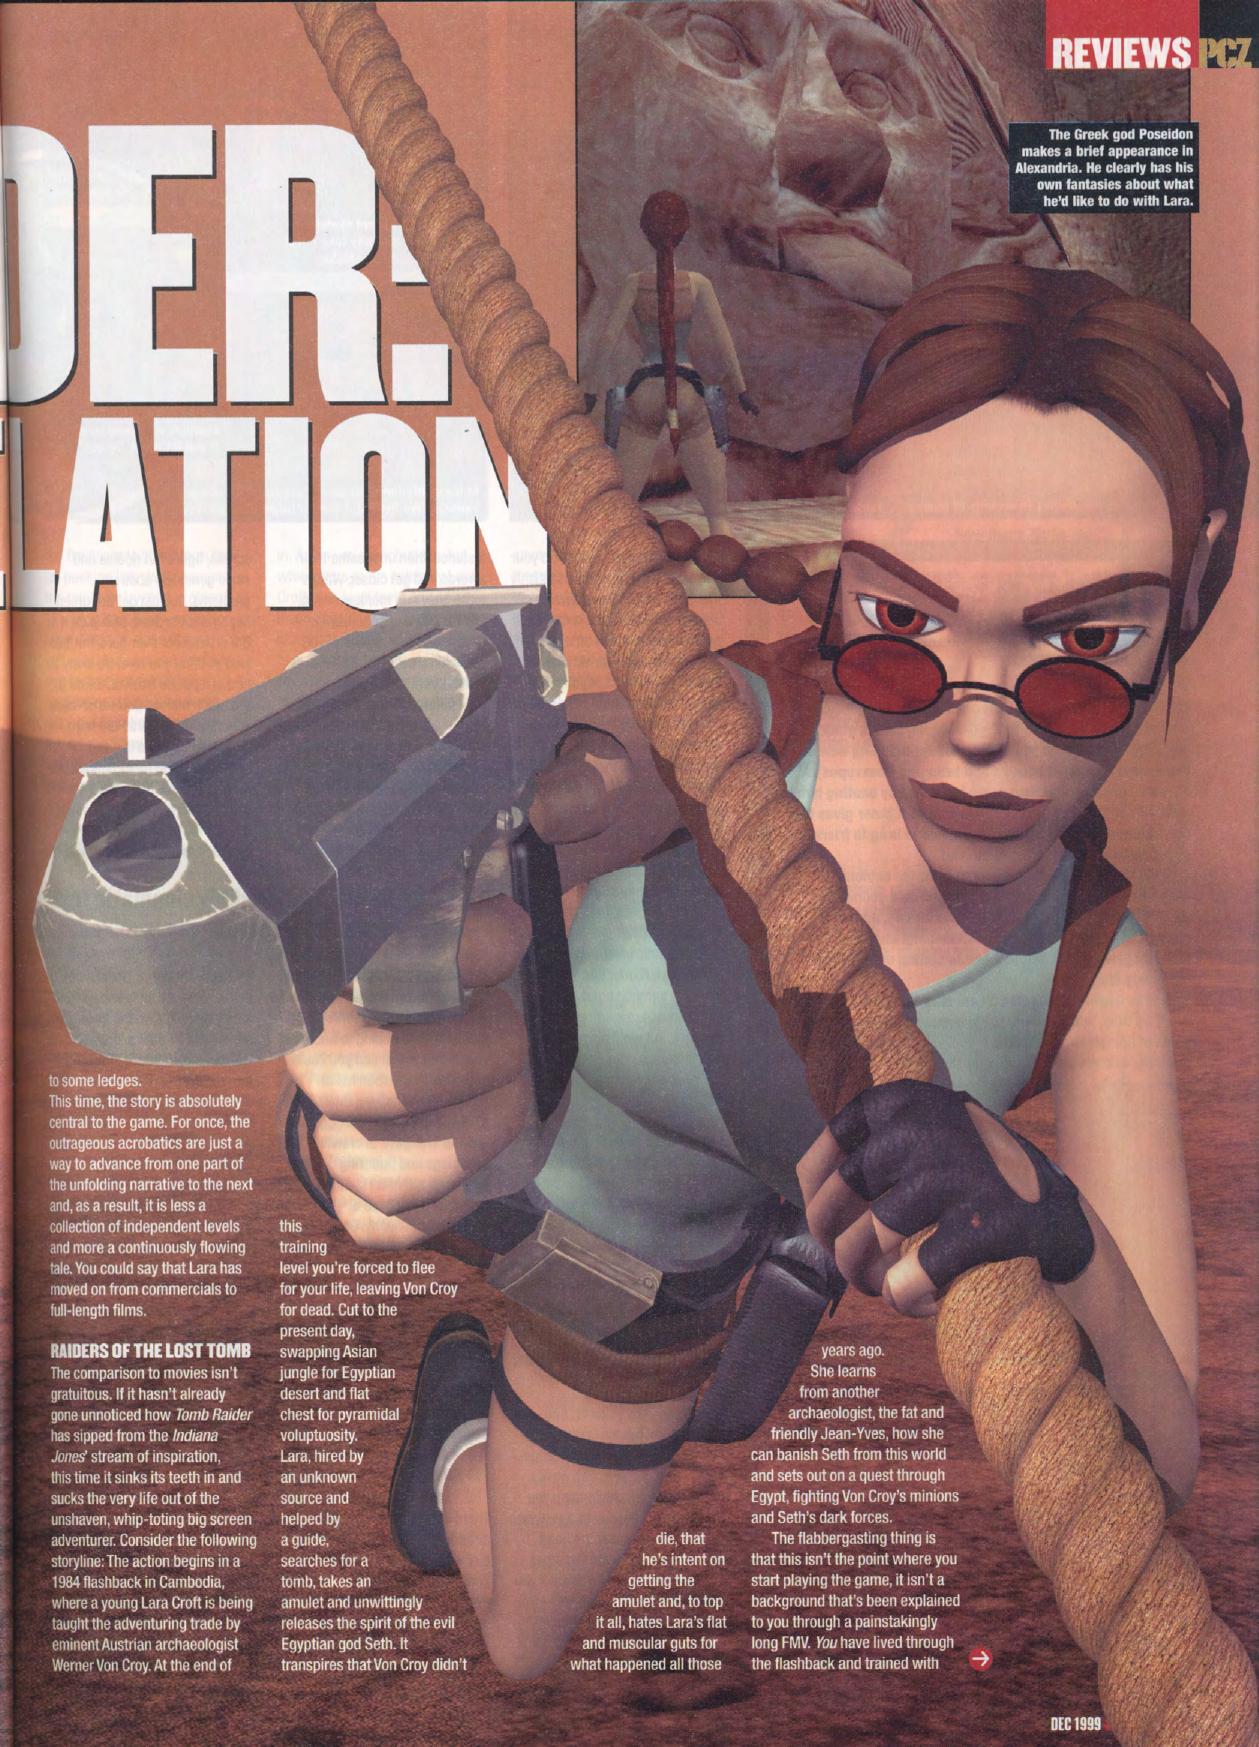 REVIEWS PCZ
The Greek god Poseidon
makes a brief appearance in
Alexandria. He clearly has his
own fantasies about what
he'd like to do with Lara.
DER:
LATION
to some ledges.
This time, the story is absolutely
central to the game. For once, the
outrageous acrobatics are just a
way to advance from one part of
the unfolding narrative to the next
and, as a result, it is less a
collection of independent levels
and more a continuously flowing
tale. You could say that Lara has
moved on from commercials to
full-length films.
RAIDERS OF THE LOST TOMB
The comparison to movies isn't
gratuitous. If it hasn't already
gone unnoticed how Tomb Raider
has sipped from the Indiana
Jones' stream of inspiration,
this time it sinks its teeth in and
sucks the very life out of the
unshaven, whip-toting big screen
adventurer. Consider the following
storyline: The action begins in a
1984 flashback in Cambodia,
where a young Lara Croft is being
taught the adventuring trade by
eminent Austrian archaeologist
Werner Von Croy. At the end of
this
training
level you're forced to flee
for your life, leaving Von Croy
for dead. Cut to the
present day,
swapping Asian
jungle for Egyptian
desert and flat
chest for pyramidal
voluptuosity.
Lara, hired by
an unknown
source and
helped by
a guide,
searches for a
tomb, takes an
amulet and unwittingly
releases the spirit of the evil
Egyptian god Seth. It
transpires that Von Croy didn't
die, that
he's intent on
getting the
amulet and, to top
it all, hates Lara's flat
and muscular guts for
what happened all those
years ago.
She learns
from another
archaeologist, the fat and
friendly Jean-Yves, how she
can banish Seth from this world
and sets out on a quest through
Egypt, fighting Von Croy's minions
and Seth's dark forces.
The flabbergasting thing is
that this isn't the point where you
start playing the game, it isn't a
background that's been explained
to you through a painstakingly
long FMV. You have lived through
the flashback and trained with
DEC 1999